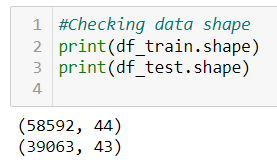 1 #Checking data shape
2 print(df_train.shape)
3 print(df_test.shape)
4
(58592, 44)
(39063, 43)